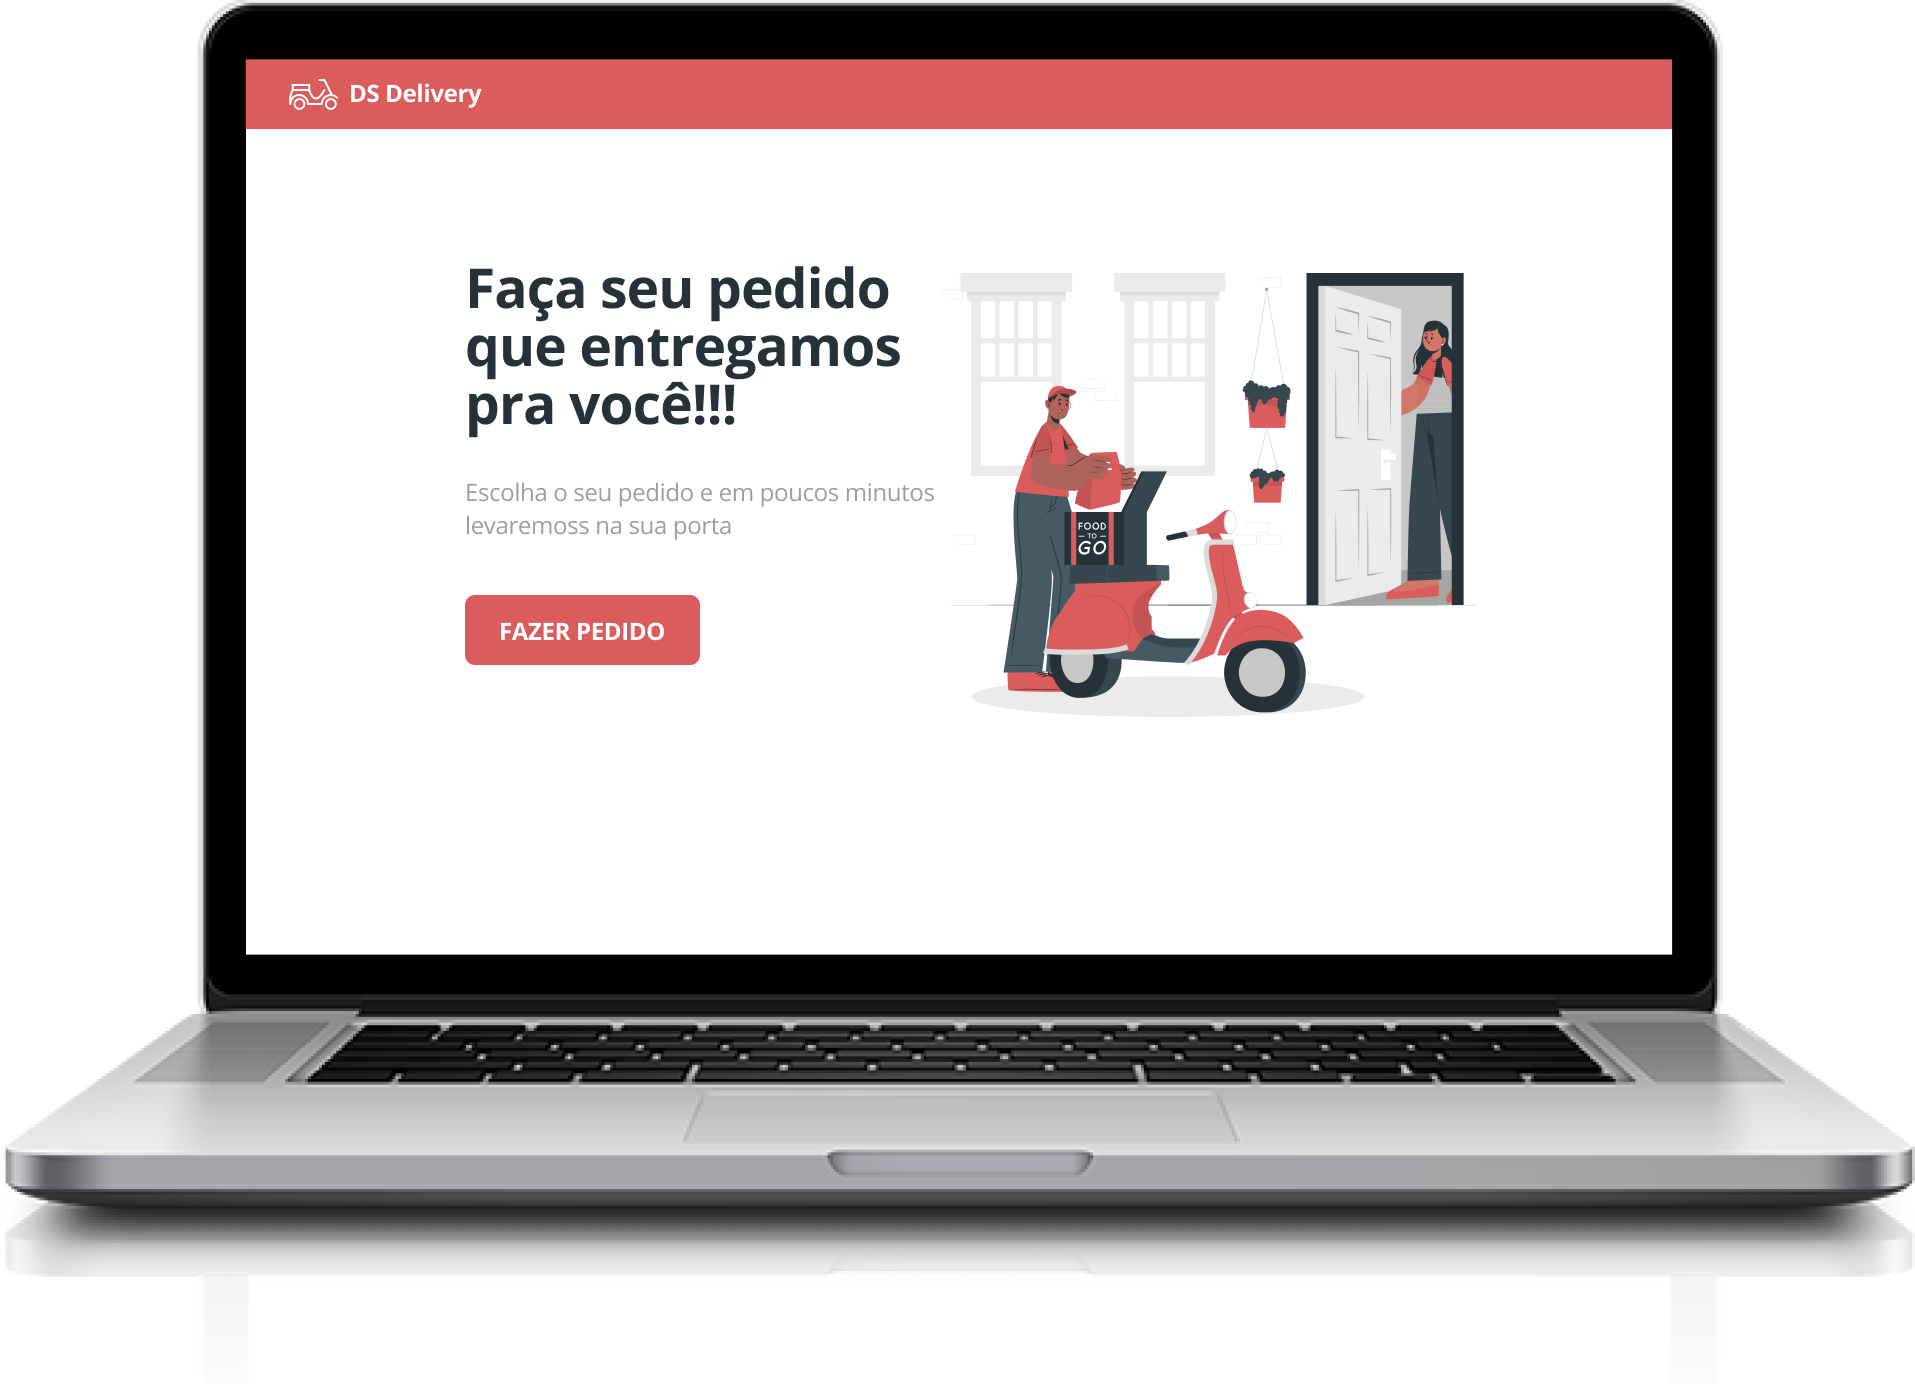 DS Delivery
Faça seu pedido
que entregamos
pra você!!!
Escolha o seu pedido e em poucos minutos
levaremoss na sua porta
FAZER PEDIDO
FOOD
TO
GO